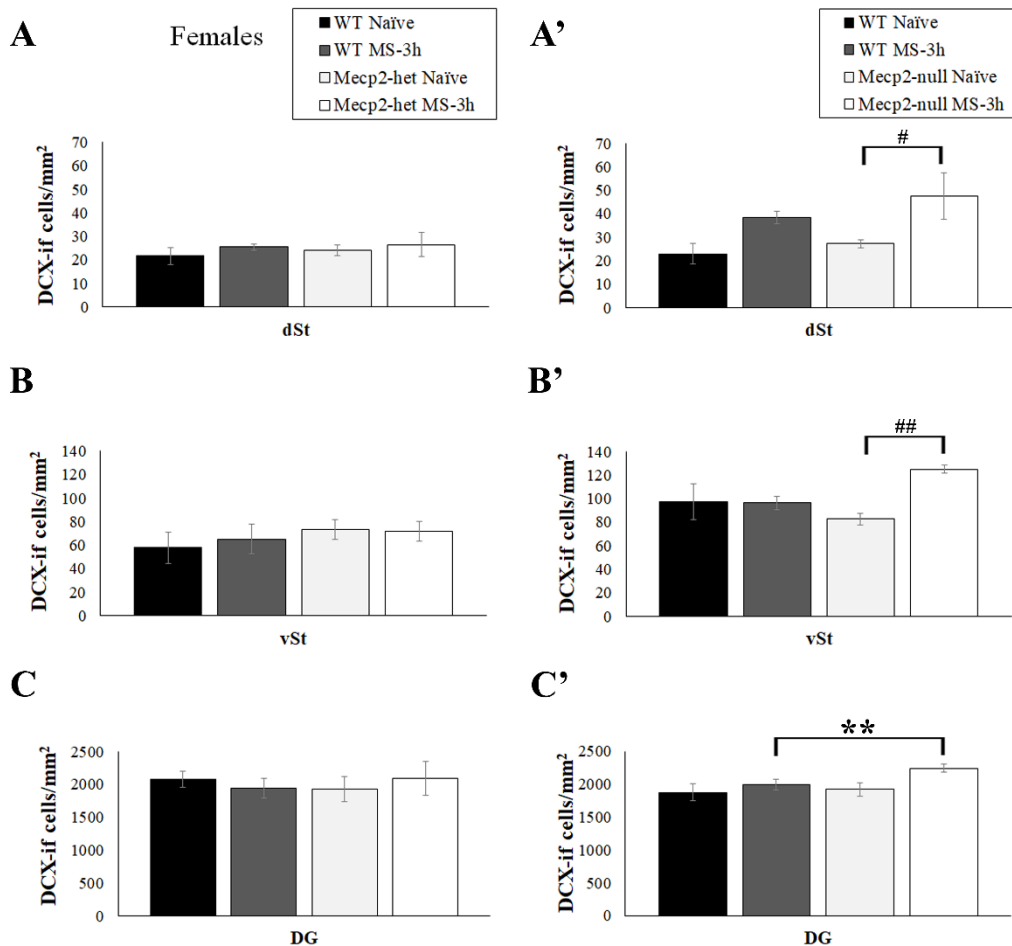 A
Females
WT Naïve
WT MS-3h
Mecp2-het Naïve
Mecp2-het MS-3h
DCX-if cells/mm²
70
60
50
40
30
20
10
0
dSt
A’
WT Naïve
WT MS-3h
Mecp2-null Naïve
Mecp2-null MS-3h
#
DCX-if cells/mm²
70
60
50
40
30
20
10
0
dSt
B
DCX-if cells/mm²
140
120
100
80
60
40
20
0
vSt
B’
##
DCX-if cells/mm²
140
120
100
80
60
40
20
0
vSt
C
DCX-if cells/mm²
2500
2000
1500
1000
500
0
DG
C’
**
DCX-if cells/mm²
2500
2000
1500
1000
500
0
DG